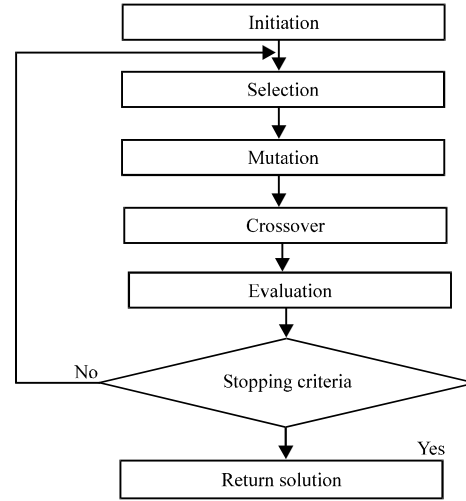 Initiation
Selection
Mutation
Crossover
Evaluation
Stopping criteria
No
Yes
Return solution